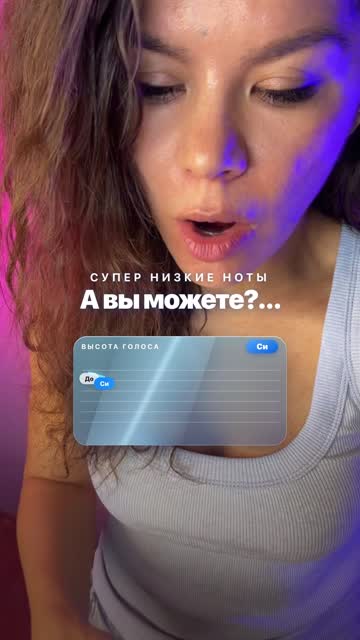 СУПЕР НИЗКИЕ НОТЫ
А вы можете?...
ВЫСОТА ГОЛОСА
Си
До
Си